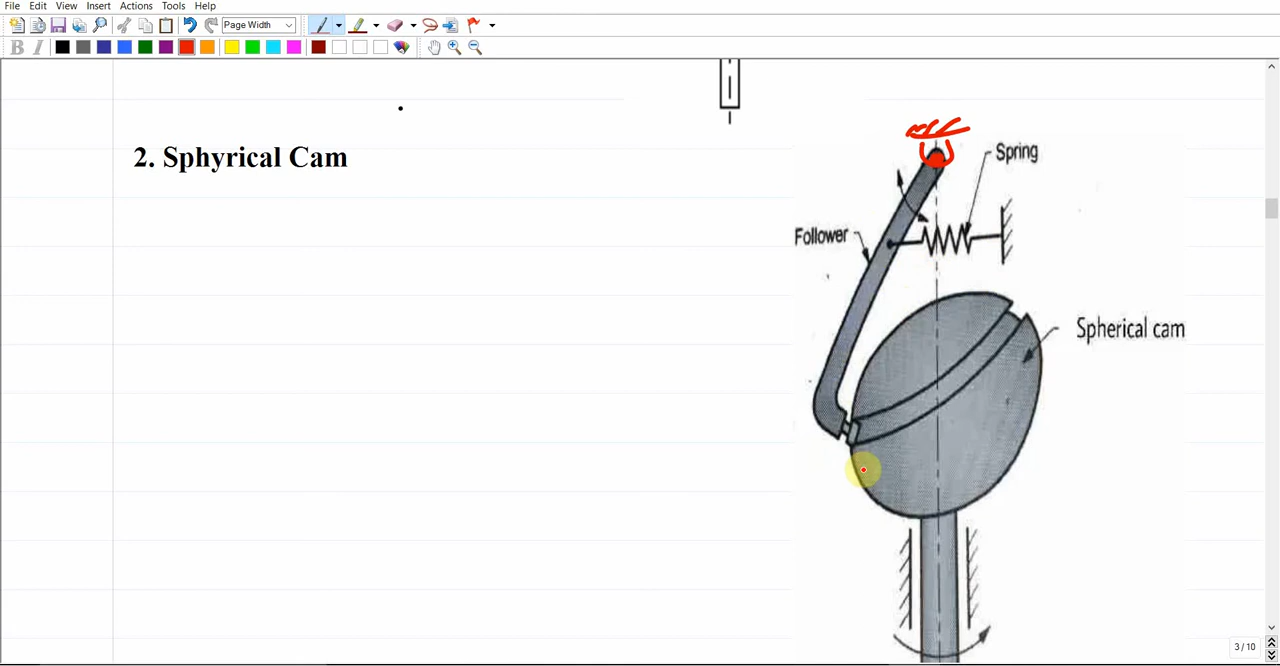 File Edit View Insert Actions Tools Help
Page Width
B I
2. Sphyrical Cam
Spring
Follower
Spherical cam
3 / 10